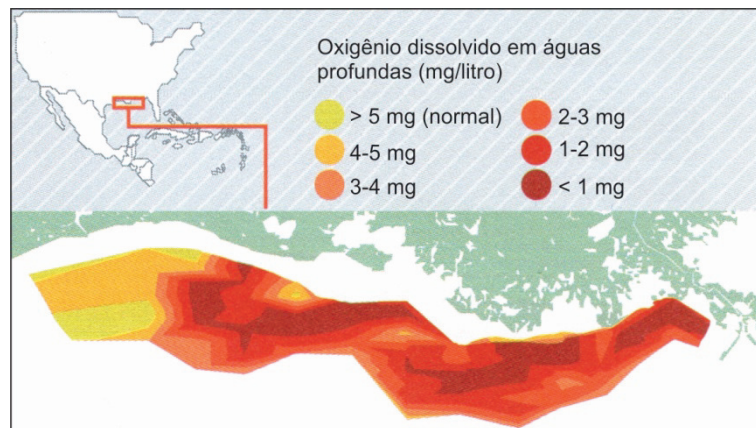 Oxigênio dissolvido em águas
profundas (mg/litro)
> 5 mg (normal)
4-5 mg
3-4 mg
2-3 mg
1-2 mg
< 1 mg